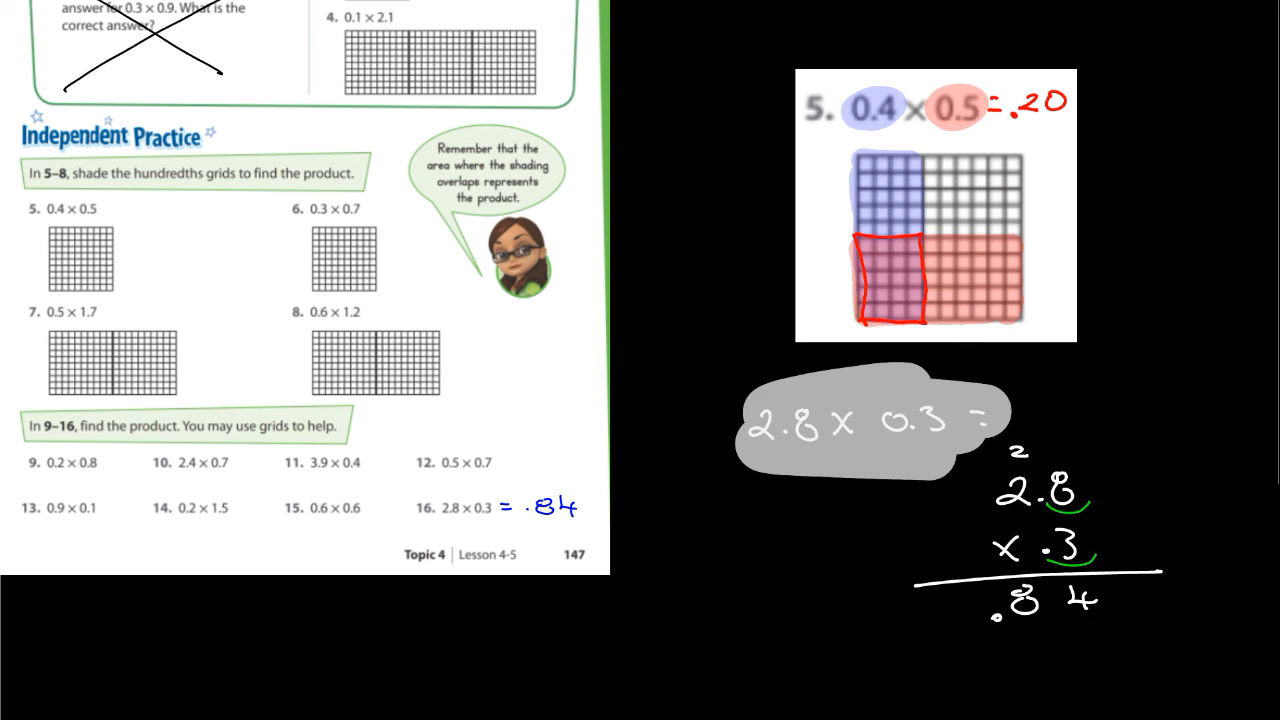 answer for 0.3 × 0.9. What is the
correct answer?
4. 0.1 × 2.1
Independent Practice
In 5–8, shade the hundredths grids to find the product.
Remember that the
area where the shading
overlaps represents
the product.
5. 0.4 × 0.5
6. 0.3 × 0.7
7. 0.5 × 1.7
8. 0.6 × 1.2
In 9–16, find the product. You may use grids to help.
9. 0.2 × 0.8 10. 2.4 × 0.7 11. 3.9 × 0.4 12. 0.5 × 0.7
13. 0.9 × 0.1 14. 0.2 × 1.5 15. 0.6 × 0.6 16. 2.8 × 0.3 = .84
Topic 4 | Lesson 4-5 147
5. 0.4 × 0.5 = .20
2.8 × 0.3 =
2
2.8
× .3
.84